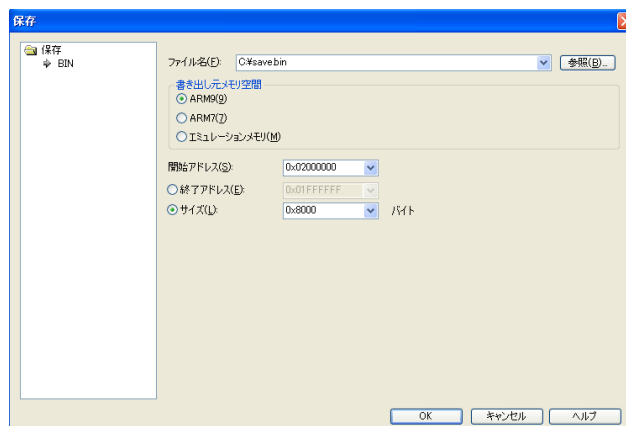 保存
保存
BIN
ファイル名(F): C:¥save.bin 参照(B)...
書き出し元メモリ空間
ARM9(9)
ARM7(7)
エミュレーションメモリ(M)
開始アドレス(S): 0x02000000
終了アドレス(E): 0x01FFFFFF
サイズ(L): 0x8000 バイト
OK キャンセル ヘルプ